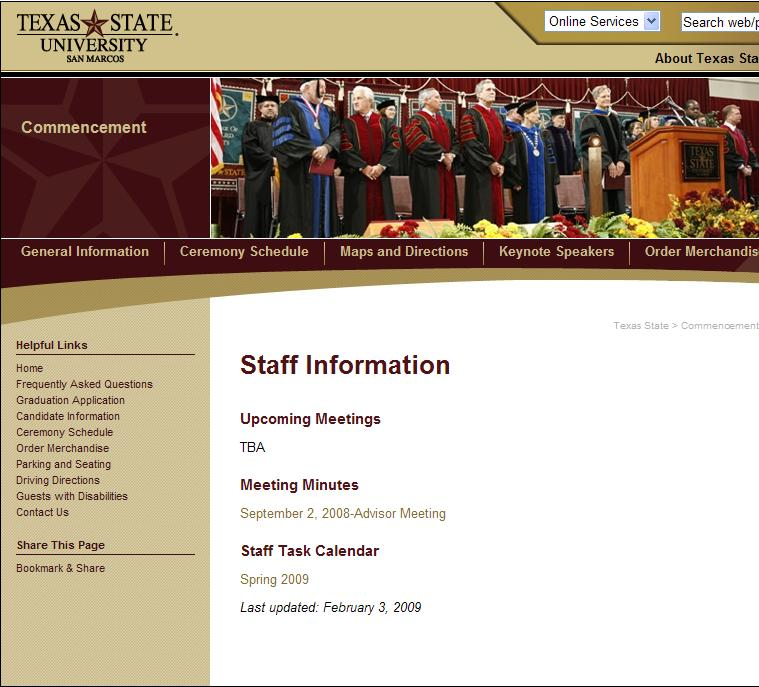 TEXAS STATE
UNIVERSITY
SAN MARCOS
Online Services
Search web/p
About Texas Sta
Commencement
TEXAS
STATE
General Information
Ceremony Schedule
Maps and Directions
Keynote Speakers
Order Merchandis
Texas State > Commencement
Helpful Links
Home
Frequently Asked Questions
Graduation Application
Candidate Information
Ceremony Schedule
Order Merchandise
Parking and Seating
Driving Directions
Guests with Disabilities
Contact Us
Share This Page
Bookmark & Share
Staff Information
Upcoming Meetings
TBA
Meeting Minutes
September 2, 2008-Advisor Meeting
Staff Task Calendar
Spring 2009
Last updated: February 3, 2009